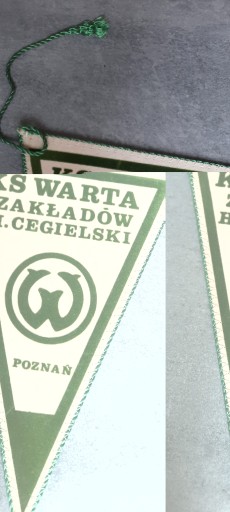 KS WARTA
ZAKŁADÓW
H. CEGIELSKI
W
POZNAŃ